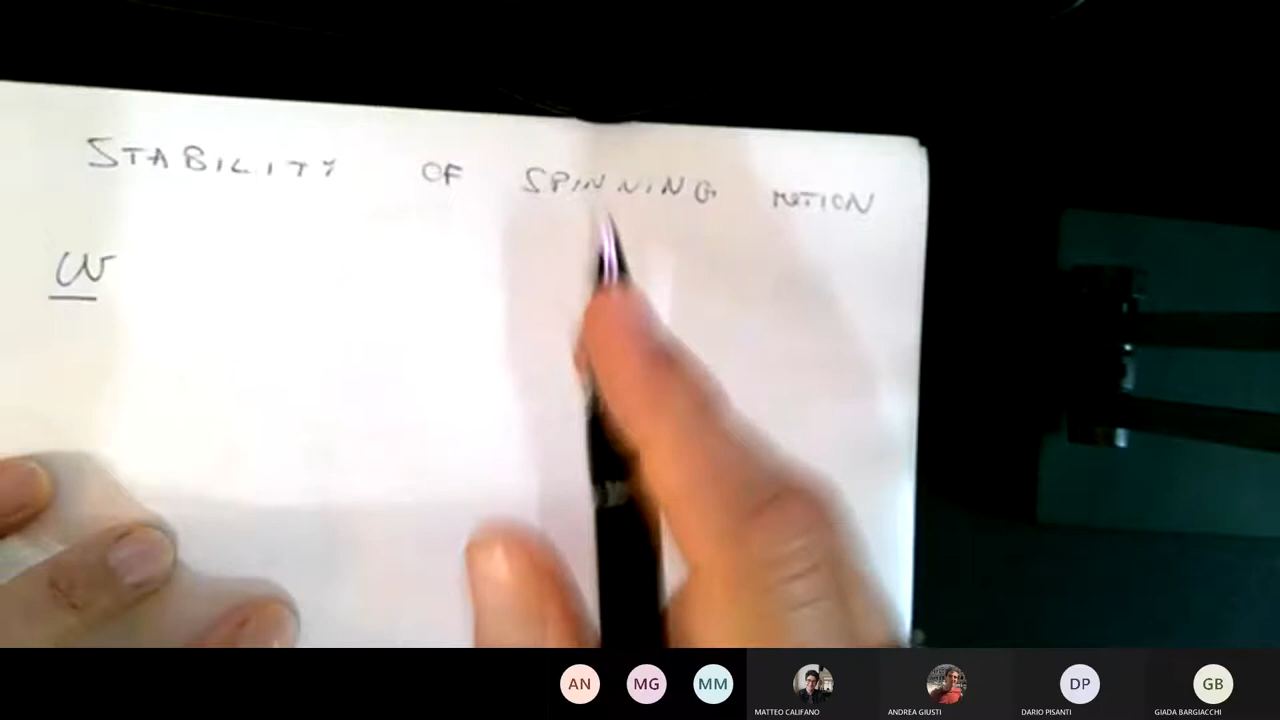 STABILITY OF SPINNING MOTION
ω
AN MG MM DP GB
MATTEO CALIFANO ANDREA GIUSTI DARIO PISANTI GIADA BARGIACCHI